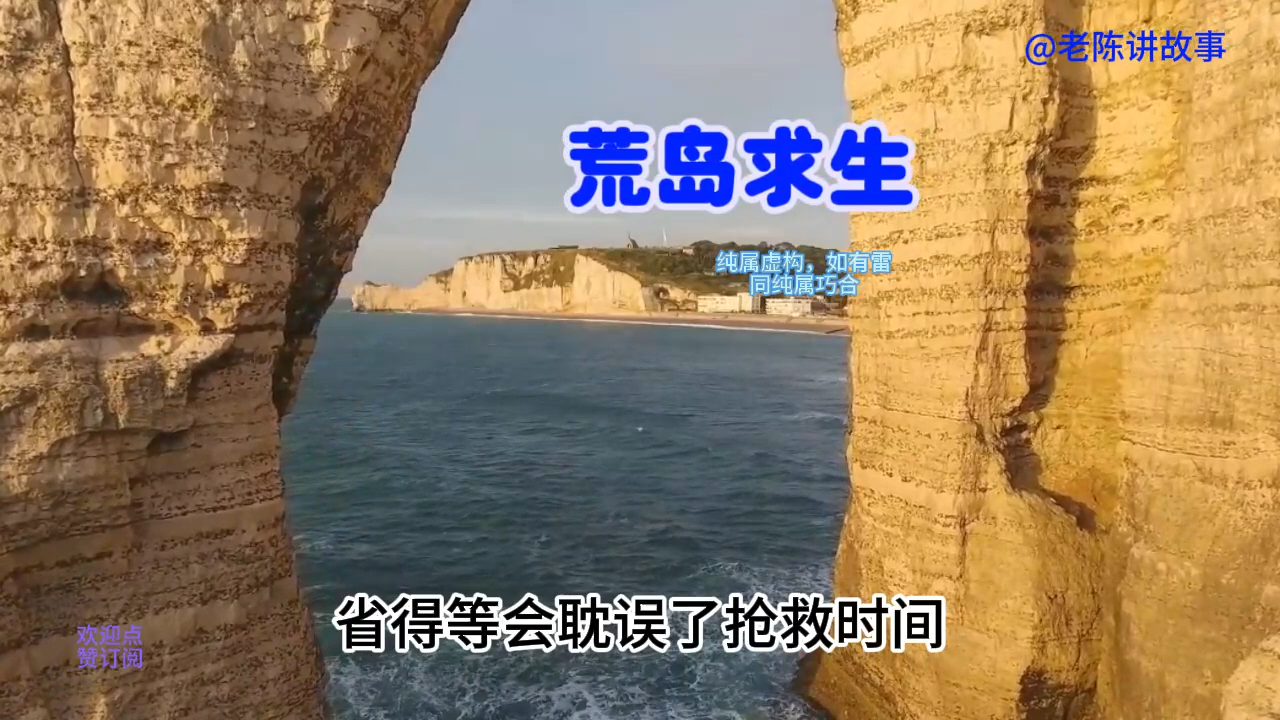 @老陈讲故事
荒岛求生
纯属虚构，如有雷
同纯属巧合
省得等会耽误了抢救时间
欢迎点
赞订阅